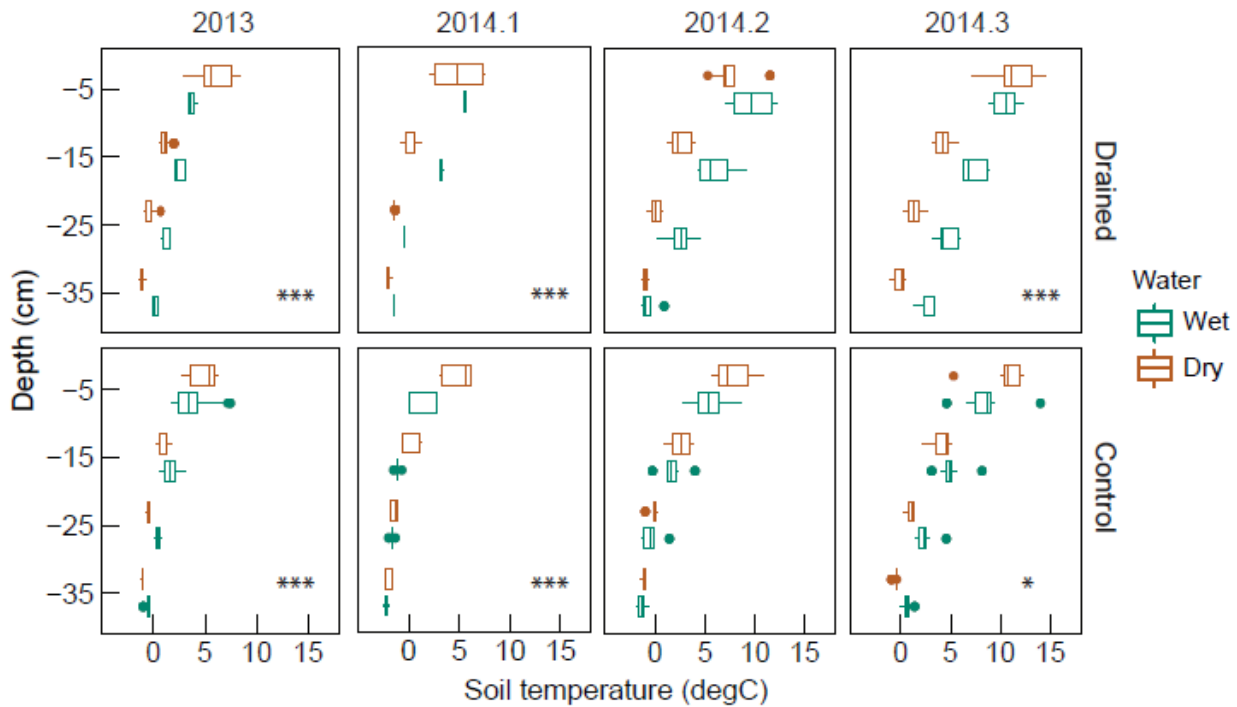 2013 2014.1 2014.2 2014.3
−5
−15
−25
−35
***
***
***
Drained
Depth (cm)
Water
Wet
Dry
−5
−15
−25
−35
***
***
*
Control
0 5 10 15 0 5 10 15 0 5 10 15 0 5 10 15
Soil temperature (degC)